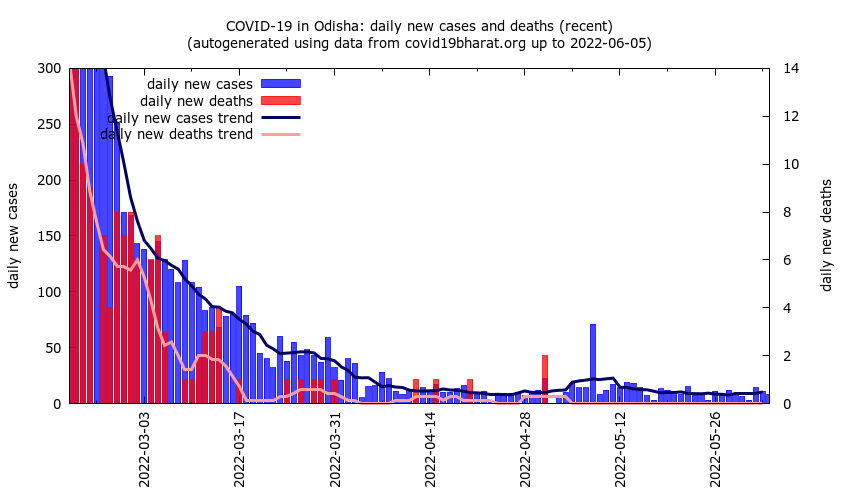 COVID-19 in Odisha: daily new cases and deaths (recent)
(autogenerated using data from covid19bharat.org up to 2022-06-05)
daily new cases
daily new deaths
daily new cases trend
daily new deaths trend
300
250
200
150
100
50
0
daily new cases
14
12
10
8
6
4
2
0
daily new deaths
2022-03-03
2022-03-17
2022-03-31
2022-04-14
2022-04-28
2022-05-12
2022-05-26